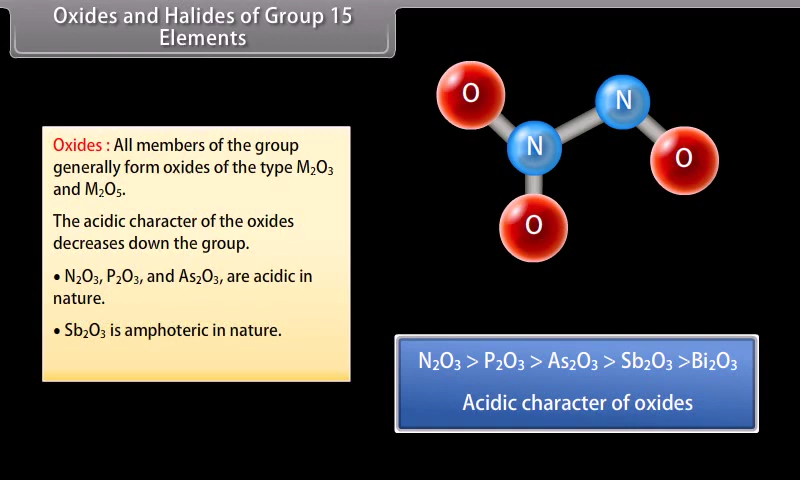 Oxides and Halides of Group 15
Elements
Oxides : All members of the group
generally form oxides of the type M₂O₃
and M₂O₅.
The acidic character of the oxides
decreases down the group.
• N₂O₃, P₂O₃, and As₂O₃, are acidic in
nature.
• Sb₂O₃ is amphoteric in nature.
O
N
N
O
O
N₂O₃ > P₂O₃ > As₂O₃ > Sb₂O₃ >Bi₂O₃
Acidic character of oxides